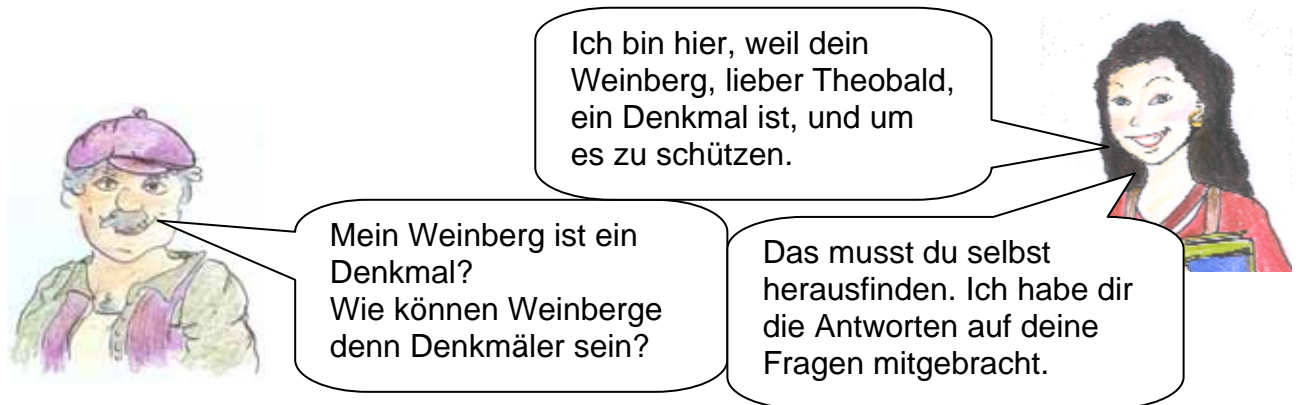 Ich bin hier, weil dein
Weinberg, lieber Theobald,
ein Denkmal ist, und um
es zu schützen.
Mein Weinberg ist ein
Denkmal?
Wie können Weinberge
denn Denkmäler sein?
Das musst du selbst
herausfinden. Ich habe dir
die Antworten auf deine
Fragen mitgebracht.